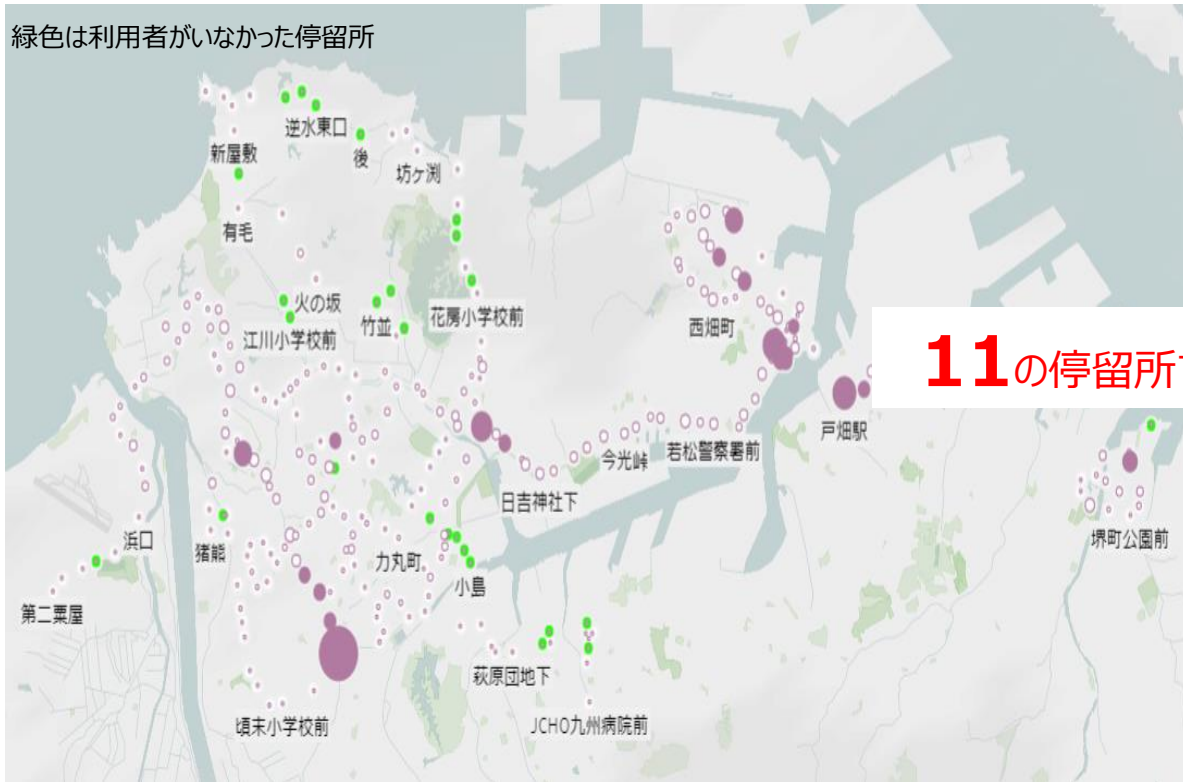 緑色は利用者がいなかった停留所
逆水東口
新屋敷
後
坊ヶ渕
有毛
火の坂
竹並
花房小学校前
江川小学校前
西畑町
11の停留所
戸畑駅
今光峠
若松警察署前
日吉神社下
浜口
猪熊
力丸町
堺町公園前
小島
第二粟屋
萩原団地下
頃末小学校前
JCHO九州病院前